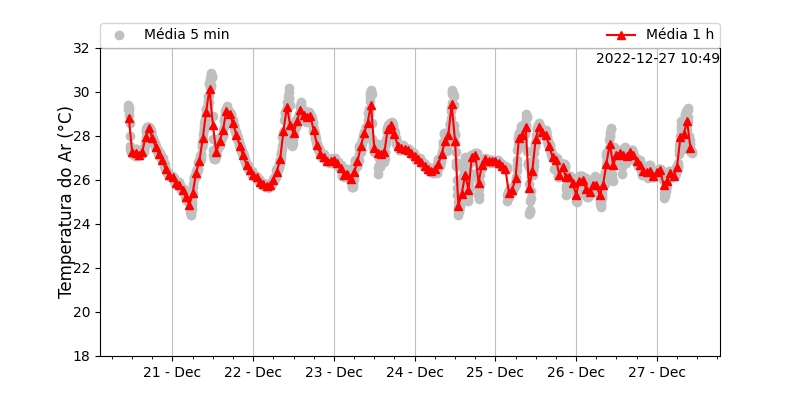 Média 5 min
Média 1 h
2022-12-27 10:49
Temperatura do Ar (°C)
32
30
28
26
24
22
20
18
21 - Dec
22 - Dec
23 - Dec
24 - Dec
25 - Dec
26 - Dec
27 - Dec